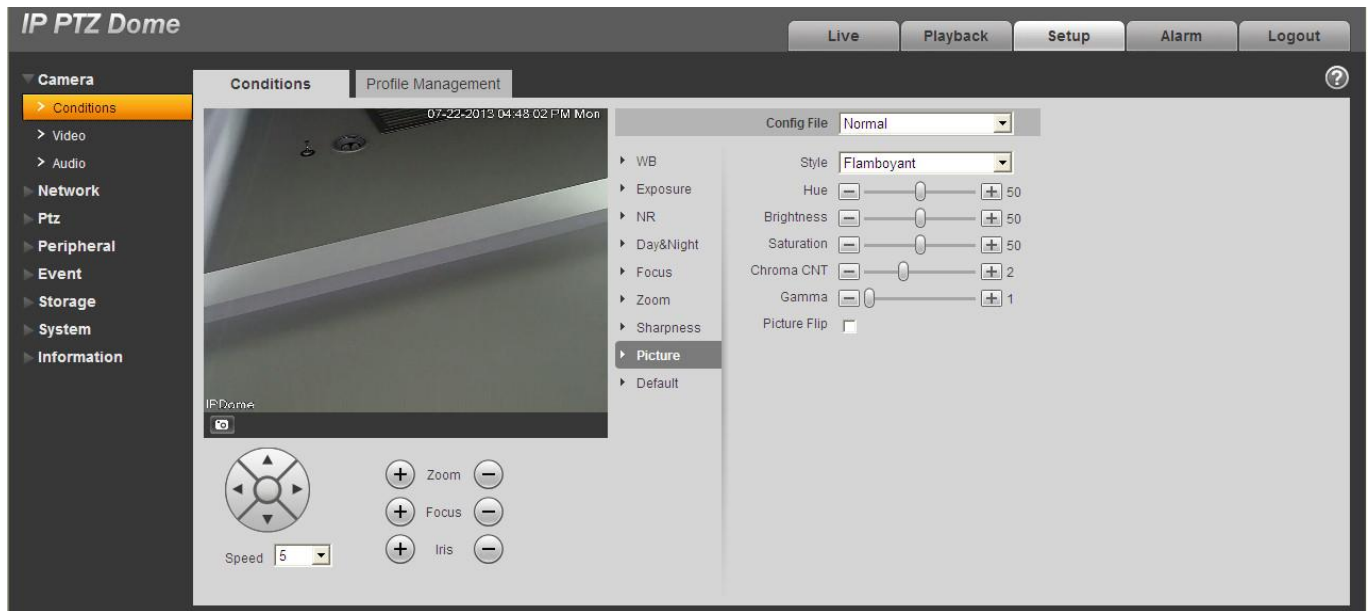 IP PTZ Dome
Live Playback Setup Alarm Logout
Camera
Conditions
Video
Audio
Network
Ptz
Peripheral
Event
Storage
System
Information
Conditions Profile Management
07-22-2013 04:48:02 PM Mon
IPDome
Speed 5
+ Zoom −
+ Focus −
+ Iris −
WB
Exposure
NR
Day&Night
Focus
Zoom
Sharpness
Picture
Default
Config File Normal
Style Flamboyant
Hue − + 50
Brightness − + 50
Saturation − + 50
Chroma CNT − + 2
Gamma − + 1
Picture Flip
?